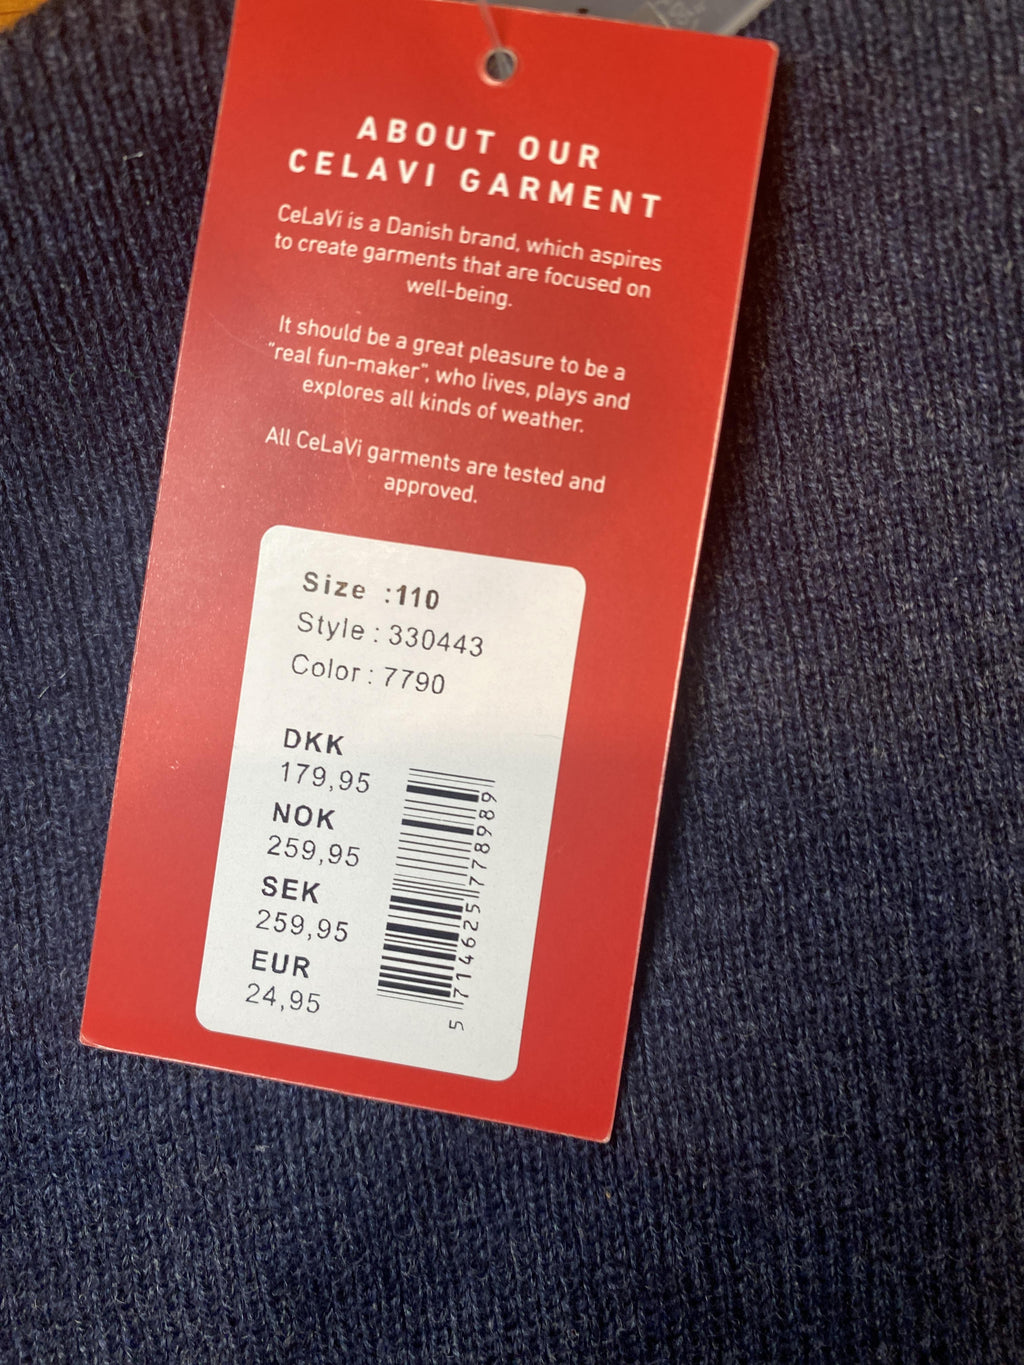 ABOUT OUR
CELAVI GARMENT
CeLaVi is a Danish brand, which aspires
to create garments that are focused on
well-being.
It should be a great pleasure to be a
"real fun-maker", who lives, plays and
explores all kinds of weather.
All CeLaVi garments are tested and
approved.
Size :110
Style : 330443
Color : 7790
DKK
179,95
NOK
259,95
SEK
259,95
EUR
24,95
5 714625 778989